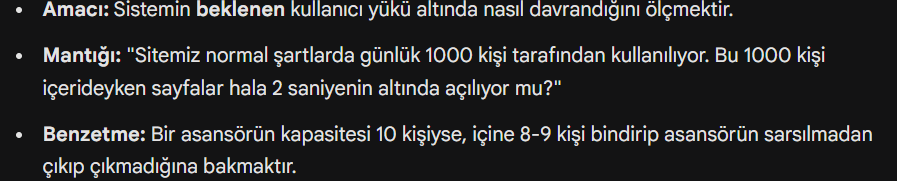 • Amacı: Sistemin beklenen kullanıcı yükü altında nasıl davrandığını ölçmektir.
• Mantığı: "Sitemiz normal şartlarda günlük 1000 kişi tarafından kullanılıyor. Bu 1000 kişi
içerideyken sayfalar hala 2 saniyenin altında açılıyor mu?"
• Benzetme: Bir asansörün kapasitesi 10 kişiyse, içine 8-9 kişi bindirip asansörün sarsılmadan
çıkıp çıkmadığına bakmaktır.